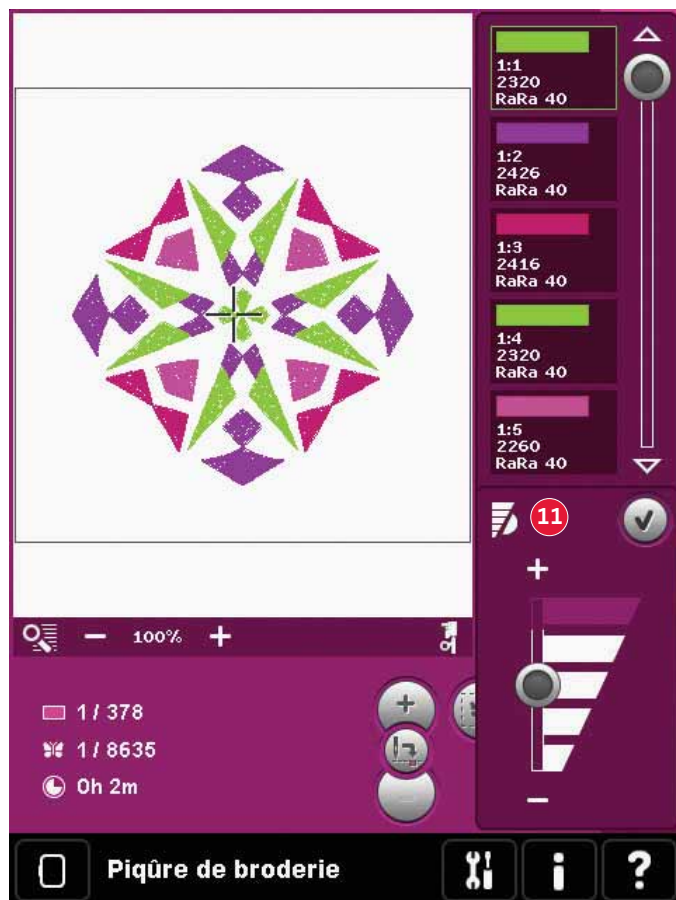 1:1
2320
RaRa 40
1:2
2426
RaRa 40
1:3
2416
RaRa 40
1:4
2320
RaRa 40
1:5
2260
RaRa 40
11
+
− 100% +
1 / 378
1 / 8635
0h 2m
+
−
−
Piqûre de broderie
i
?